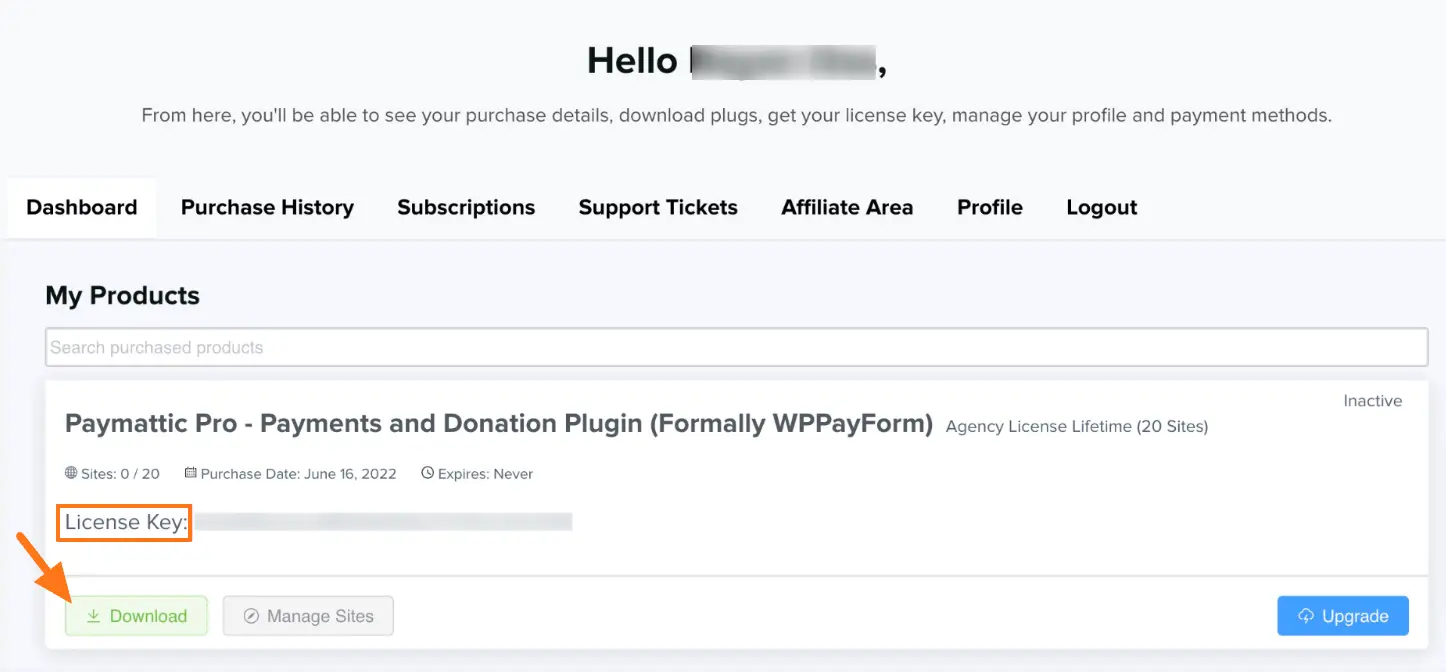 Hello ,
From here, you'll be able to see your purchase details, download plugs, get your license key, manage your profile and payment methods.
Dashboard Purchase History Subscriptions Support Tickets Affiliate Area Profile Logout
My Products
Search purchased products
Inactive
Paymattic Pro - Payments and Donation Plugin (Formally WPPayForm) Agency License Lifetime (20 Sites)
Sites: 0 / 20 Purchase Date: June 16, 2022 Expires: Never
License Key:
Download Manage Sites Upgrade